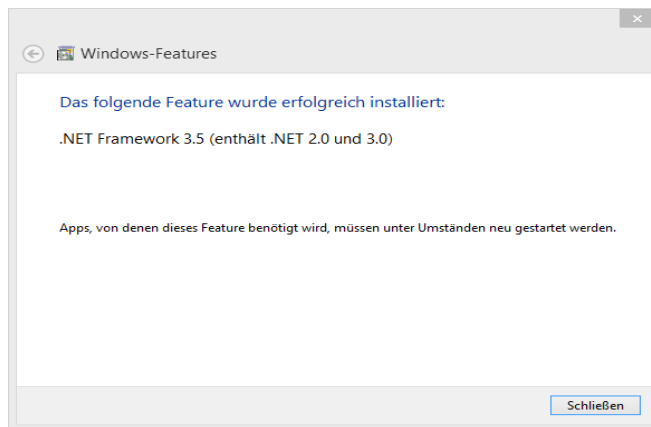 Windows-Features
Das folgende Feature wurde erfolgreich installiert:
.NET Framework 3.5 (enthält .NET 2.0 und 3.0)
Apps, von denen dieses Feature benötigt wird, müssen unter Umständen neu gestartet werden.
Schließen